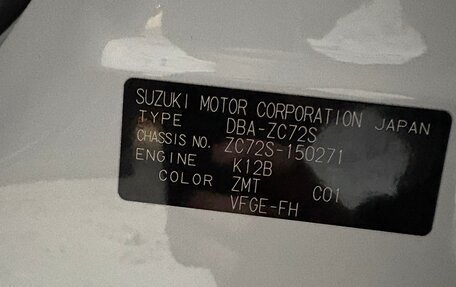 SUZUKI MOTOR CORPORATION JAPAN
TYPE DBA-ZC72S
CHASSIS NO. ZC72S-150271
ENGINE K12B
COLOR ZMT C01
VFGE-FH